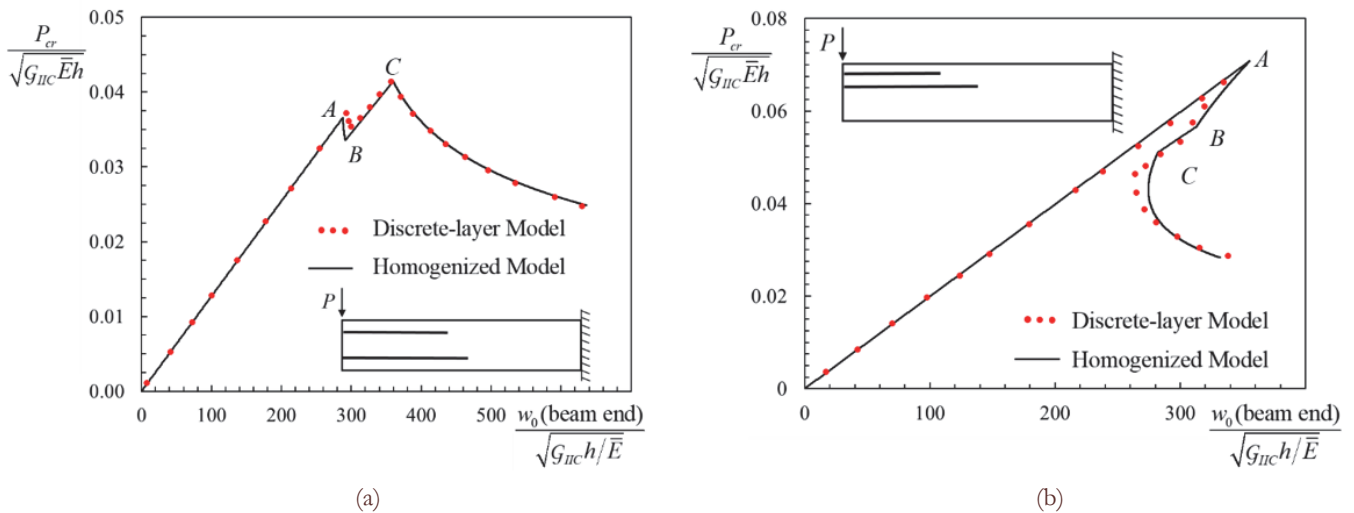 P_cr
√(G_IIC E̅h)
0.05
0.04
0.03
0.02
0.01
0.00
0 100 200 300 400 500
w₀ (beam end)
√(G_IIC h/E̅)
A
B
C
Discrete-layer Model
Homogenized Model
P
(a)
P_cr
√(G_IIC E̅h)
0.08
0.06
0.04
0.02
0
0 100 200 300
w₀ (beam end)
√(G_IIC h/E̅)
P
A
B
C
Discrete-layer Model
Homogenized Model
(b)